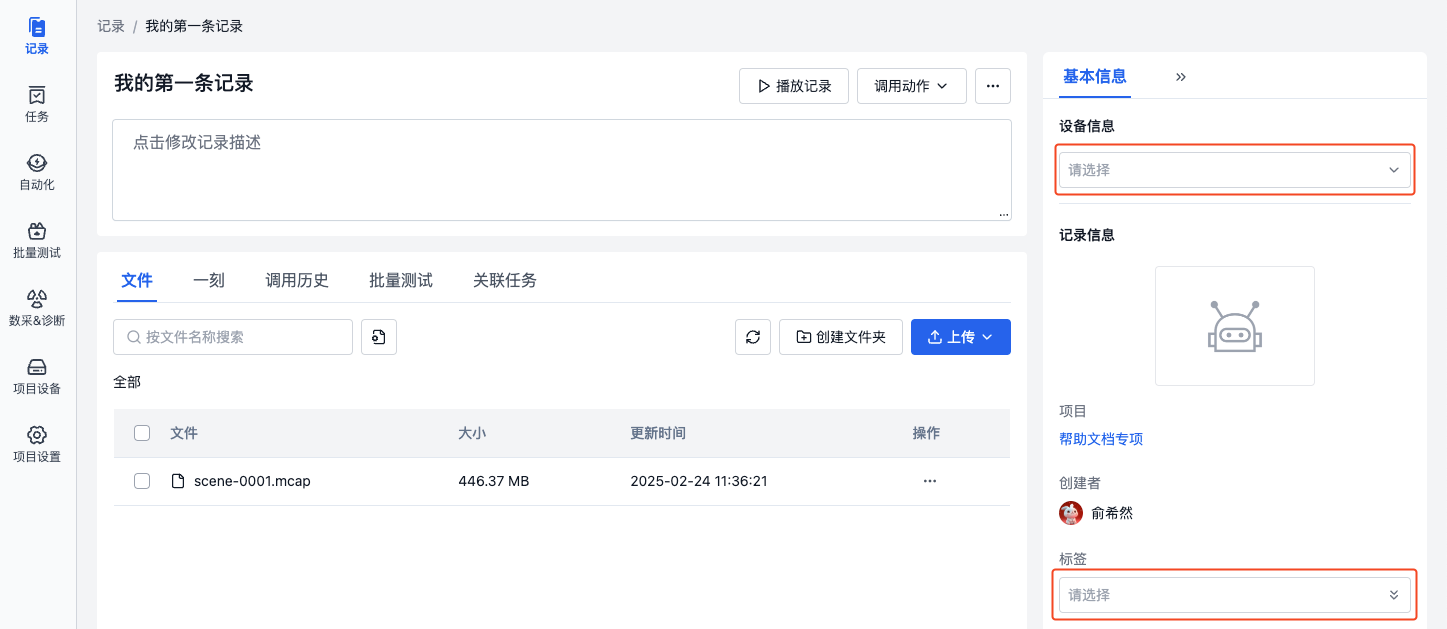 记录
任务
自动化
批量测试
数采&诊断
项目设备
项目设置
记录 / 我的第一条记录
我的第一条记录
播放记录
调用动作
点击修改记录描述
文件 一刻 调用历史 批量测试 关联任务
按文件名称搜索
创建文件夹
上传
全部
文件 大小 更新时间 操作
scene-0001.mcap 446.37 MB 2025-02-24 11:36:21
基本信息
设备信息
请选择
记录信息
项目
帮助文档专项
创建者
俞希然
标签
请选择